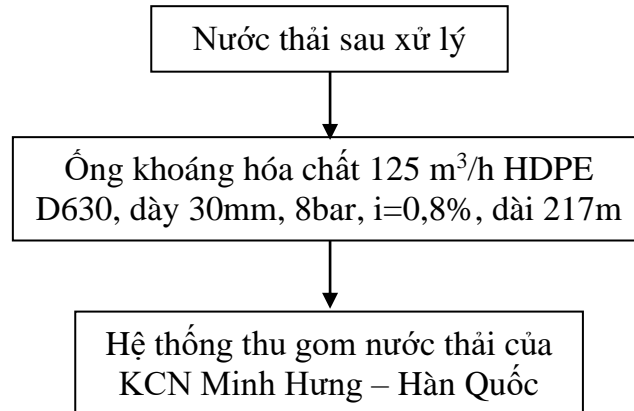 Nước thải sau xử lý
Ống khoáng hóa chất 125 m³/h HDPE
D630, dày 30mm, 8bar, i=0,8%, dài 217m
Hệ thống thu gom nước thải của
KCN Minh Hưng – Hàn Quốc